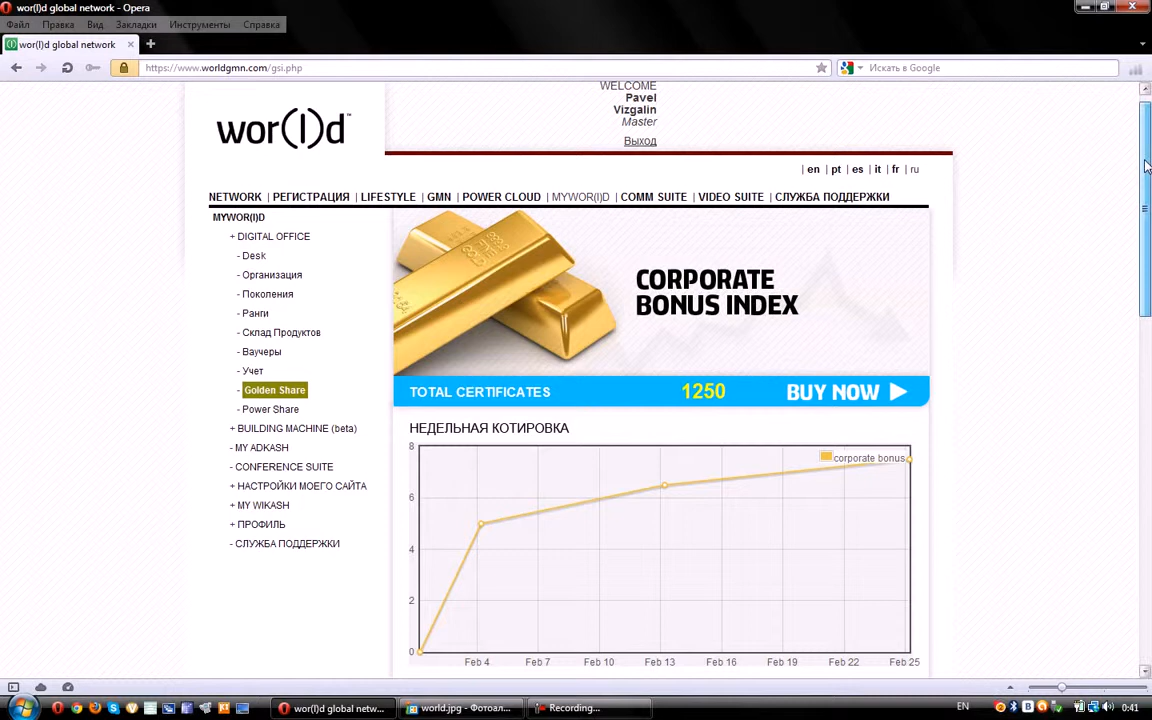 wor(l)d global network - Opera
Файл Правка Вид Закладки Инструменты Справка
wor(l)d global network
https://www.worldgmn.com/gsi.php
Искать в Google
WELCOME
Pavel
Vizgalin
Master
Выход
wor(l)d™
| en | pt | es | it | fr | ru
NETWORK | РЕГИСТРАЦИЯ | LIFESTYLE | GMN | POWER CLOUD | MYWOR(l)D | COMM SUITE | VIDEO SUITE | СЛУЖБА ПОДДЕРЖКИ
MYWOR(l)D
+ DIGITAL OFFICE
- Desk
- Организация
- Поколения
- Ранги
- Склад Продуктов
- Ваучеры
- Учет
- Golden Share
- Power Share
+ BUILDING MACHINE (beta)
- MY ADKASH
- CONFERENCE SUITE
+ НАСТРОЙКИ МОЕГО САЙТА
+ MY WIKASH
+ ПРОФИЛЬ
- СЛУЖБА ПОДДЕРЖКИ
CORPORATE
BONUS INDEX
TOTAL CERTIFICATES 1250 BUY NOW
НЕДЕЛЬНАЯ КОТИРОВКА
corporate bonus
8
6
4
2
0
Feb 4 Feb 7 Feb 10 Feb 13 Feb 16 Feb 19 Feb 22 Feb 25
wor(l)d global netw...
world.jpg - Фотоал...
Recording...
EN
0:41